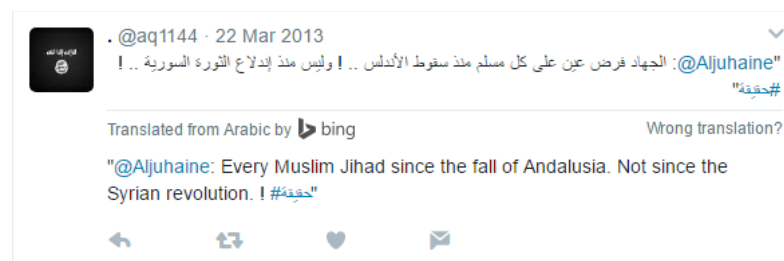 . @aq1144 · 22 Mar 2013
"@Aljuhaine: الجهاد فرض عين على كل مسلم منذ سقوط الأندلس .. ! وليس منذ إندلاع الثورة السورية .. !
#حقيقة"
Translated from Arabic by bing
Wrong translation?
"@Aljuhaine: Every Muslim Jihad since the fall of Andalusia. Not since the
Syrian revolution. ! #حقيقة"